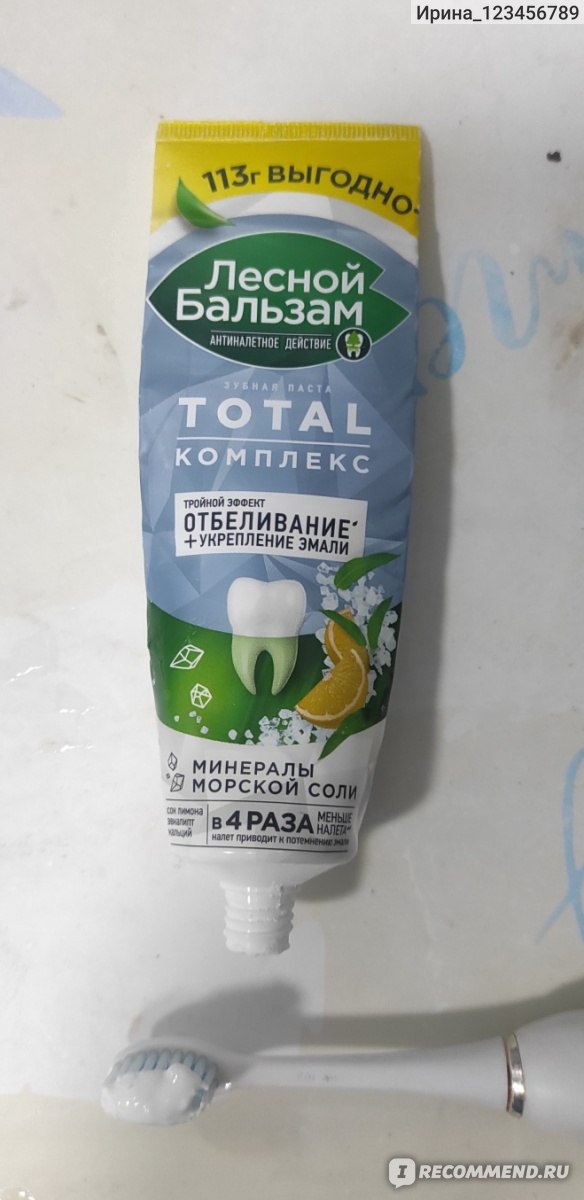 Ирина_123456789
113г ВЫГОДНО
Лесной
Бальзам
АНТИНАЛЕТНОЕ ДЕЙСТВИЕ
ЗУБНАЯ ПАСТА
TOTAL
КОМПЛЕКС
ТРОЙНОЙ ЭФФЕКТ
ОТБЕЛИВАНИЕ*
+УКРЕПЛЕНИЕ ЭМАЛИ
МИНЕРАЛЫ
МОРСКОЙ СОЛИ
лимона
эвкалипт
кальций
в 4 РАЗА МЕНЬШЕ
НАЛЕТА**
налет приводит к потемнению эмали
I RECOMMEND.RU